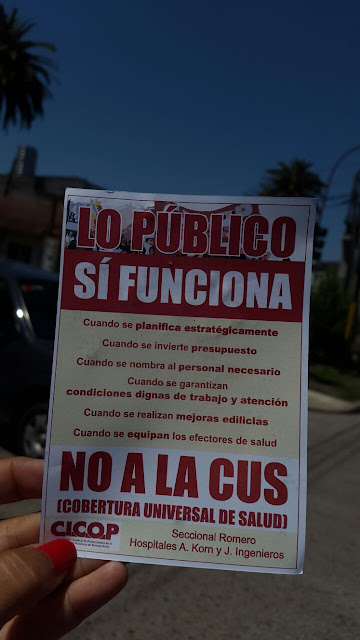 LO PÚBLICO
SÍ FUNCIONA
Cuando se planifica estratégicamente
Cuando se invierte presupuesto
Cuando se nombra al personal necesario
Cuando se garantizan
condiciones dignas de trabajo y atención
Cuando se realizan mejoras edilicias
Cuando se equipan los efectores de salud
NO A LA CUS
(COBERTURA UNIVERSAL DE SALUD)
CICOP
Seccional Romero
Hospitales A. Korn y J. Ingenieros